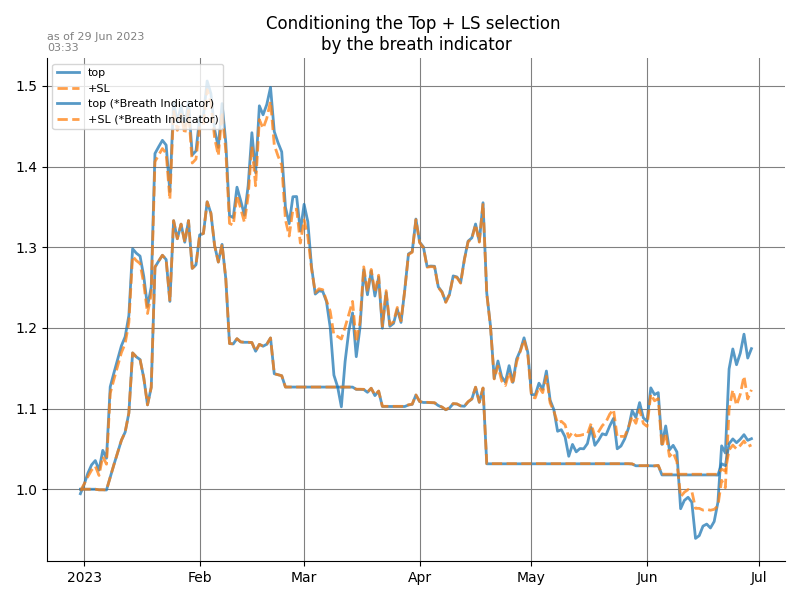 Conditioning the Top + LS selection
by the breath indicator
as of 29 Jun 2023
03:33
top
+SL
top (*Breath Indicator)
+SL (*Breath Indicator)
1.5
1.4
1.3
1.2
1.1
1.0
2023 Feb Mar Apr May Jun Jul